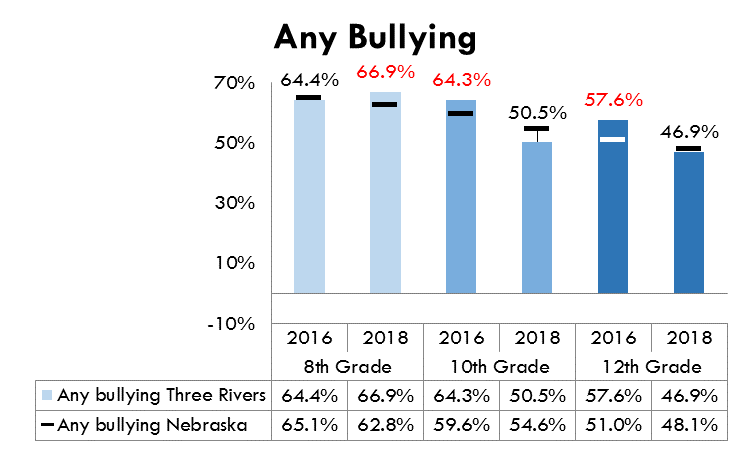 Any Bullying
64.4% 66.9% 64.3% 50.5% 57.6% 46.9%
70%
50%
30%
10%
-10%
2016 2018 2016 2018 2016 2018
8th Grade 10th Grade 12th Grade
Any bullying Three Rivers 64.4% 66.9% 64.3% 50.5% 57.6% 46.9%
Any bullying Nebraska 65.1% 62.8% 59.6% 54.6% 51.0% 48.1%